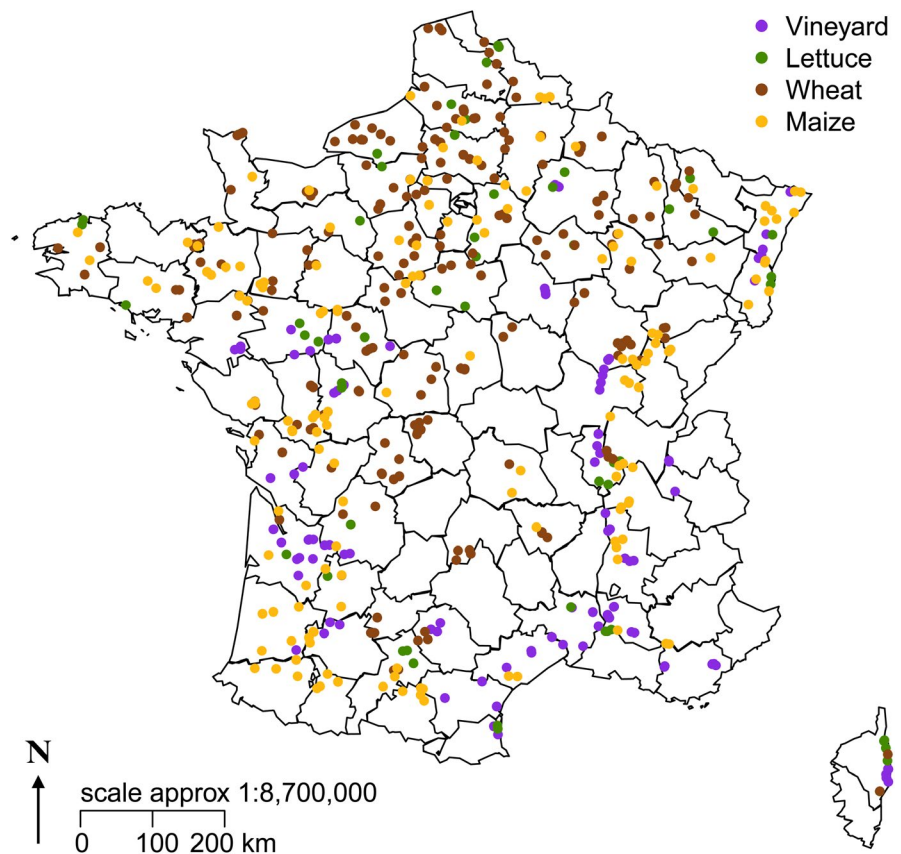 Vineyard
Lettuce
Wheat
Maize
N
scale approx 1:8,700,000
0 100 200 km